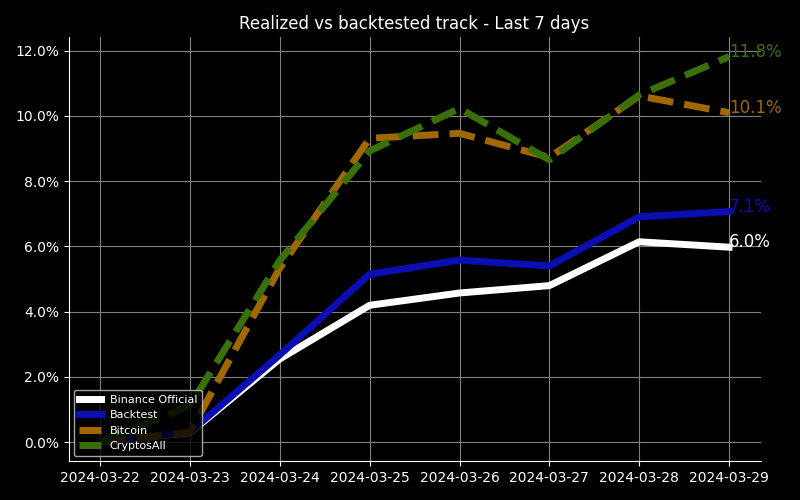 Realized vs backtested track - Last 7 days
12.0%
10.0%
8.0%
6.0%
4.0%
2.0%
0.0%
11.8%
10.1%
7.1%
6.0%
Binance Official
Backtest
Bitcoin
CryptosAll
2024-03-22 2024-03-23 2024-03-24 2024-03-25 2024-03-26 2024-03-27 2024-03-28 2024-03-29